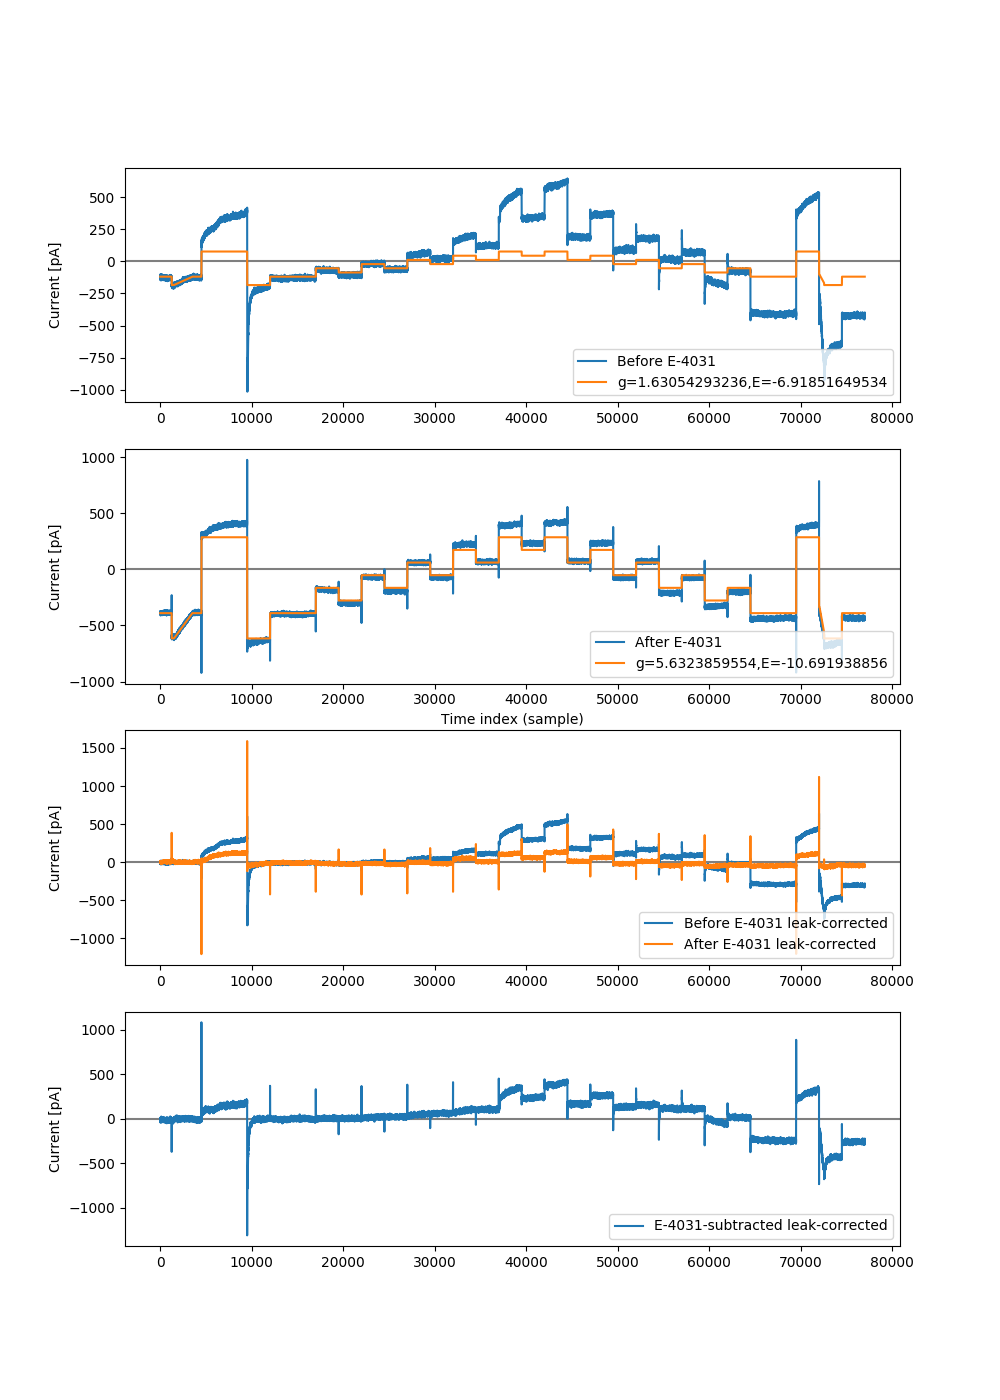 500
250
0
−250
−500
−750
−1000
Current [pA]
Before E-4031
g=1.63054293236,E=-6.91851649534
0 10000 20000 30000 40000 50000 60000 70000 80000
1000
500
0
−500
−1000
Current [pA]
After E-4031
g=5.6323859554,E=-10.691938856
0 10000 20000 30000 40000 50000 60000 70000 80000
Time index (sample)
1500
1000
500
0
−500
−1000
Current [pA]
Before E-4031 leak-corrected
After E-4031 leak-corrected
0 10000 20000 30000 40000 50000 60000 70000 80000
1000
500
0
−500
−1000
Current [pA]
E-4031-subtracted leak-corrected
0 10000 20000 30000 40000 50000 60000 70000 80000